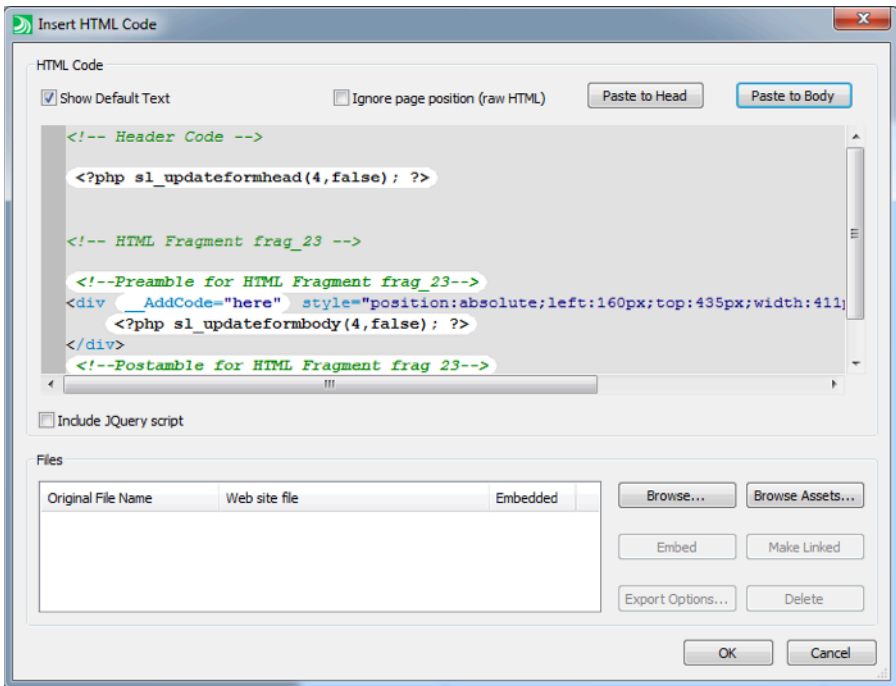 Insert HTML Code
HTML Code
Show Default Text
Ignore page position (raw HTML)
Paste to Head
Paste to Body
<!-- Header Code -->
<?php sl_updateformhead(4,false); ?>
<!-- HTML Fragment frag_23 -->
<!--Preamble for HTML Fragment frag_23-->
<div __AddCode="here" style="position:absolute;left:160px;top:435px;width:411p
<?php sl_updateformbody(4,false); ?>
</div>
<!--Postamble for HTML Fragment frag 23-->
Include JQuery script
Files
Original File Name Web site file Embedded
Browse... Browse Assets...
Embed Make Linked
Export Options... Delete
OK Cancel